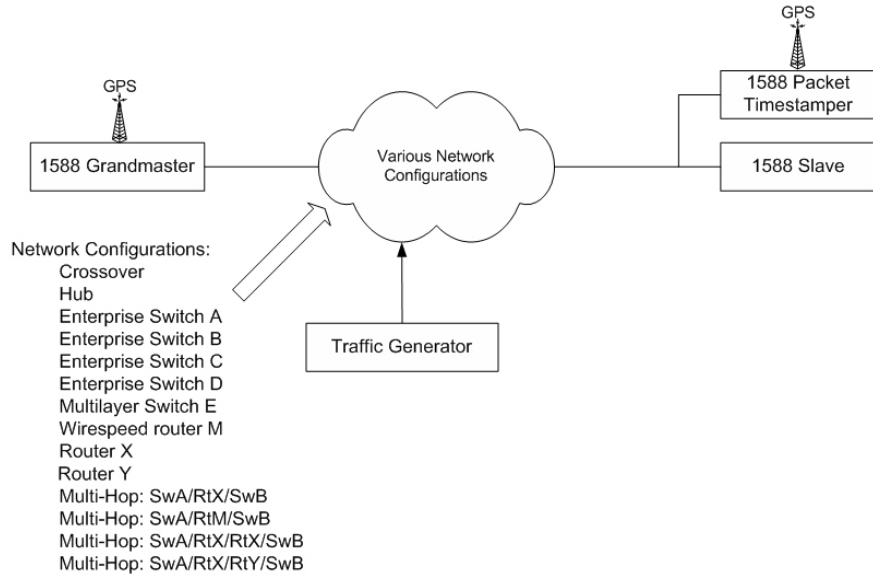 GPS
1588 Packet
Timestamper
GPS
1588 Grandmaster
Various Network
Configurations
1588 Slave
Network Configurations:
Crossover
Hub
Enterprise Switch A
Enterprise Switch B
Enterprise Switch C
Enterprise Switch D
Multilayer Switch E
Wirespeed router M
Router X
Router Y
Multi-Hop: SwA/RtX/SwB
Multi-Hop: SwA/RtM/SwB
Multi-Hop: SwA/RtX/RtX/SwB
Multi-Hop: SwA/RtX/RtY/SwB
Traffic Generator